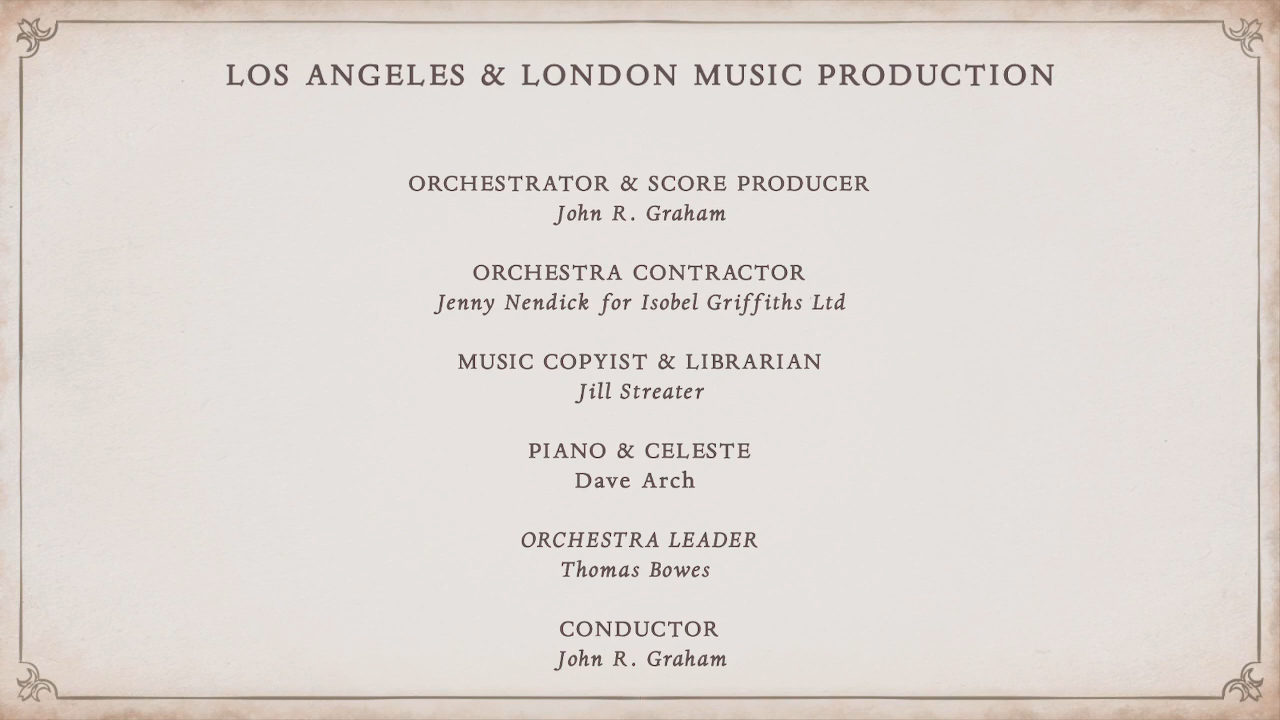 LOS ANGELES & LONDON MUSIC PRODUCTION
ORCHESTRATOR & SCORE PRODUCER
John R. Graham
ORCHESTRA CONTRACTOR
Jenny Nendick for Isobel Griffiths Ltd
MUSIC COPYIST & LIBRARIAN
Jill Streater
PIANO & CELESTE
Dave Arch
ORCHESTRA LEADER
Thomas Bowes
CONDUCTOR
John R. Graham